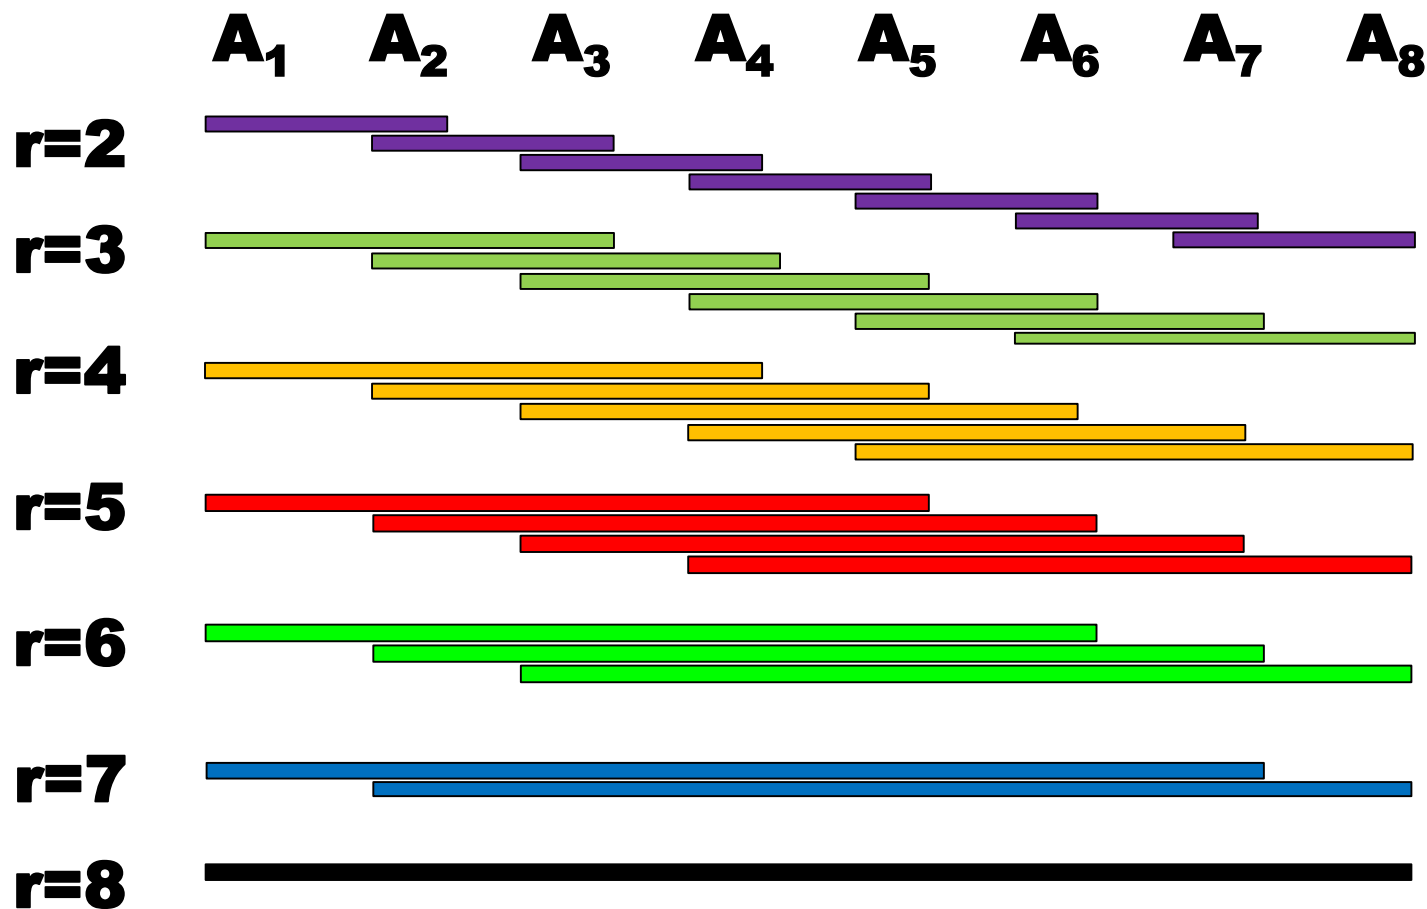 A₁ A₂ A₃ A₄ A₅ A₆ A₇ A₈
r=2
r=3
r=4
r=5
r=6
r=7
r=8